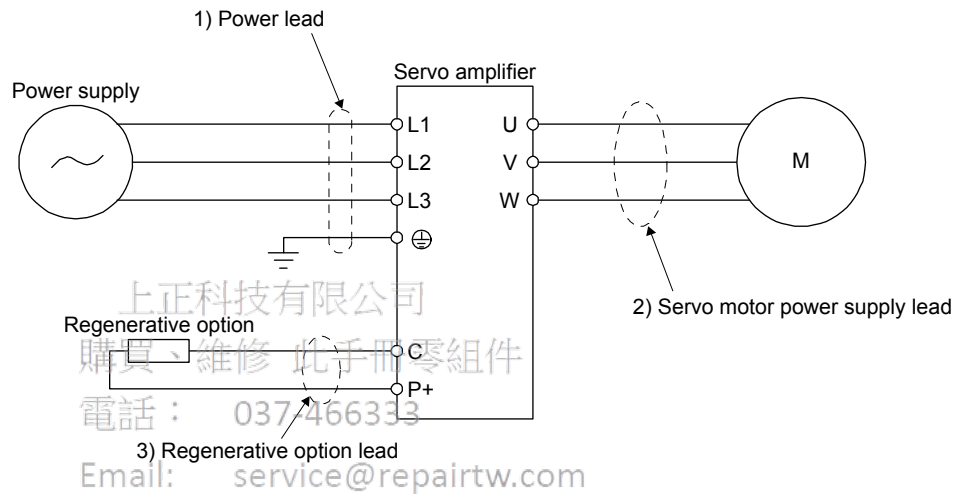 1) Power lead
Servo amplifier
Power supply
L1
U
L2
V
M
L3
W
上正科技有限公司
2) Servo motor power supply lead
Regenerative option
購買、維修 此手冊零組件
C
P+
電話： 037-466333
3) Regenerative option lead
Email: service@repairtw.com